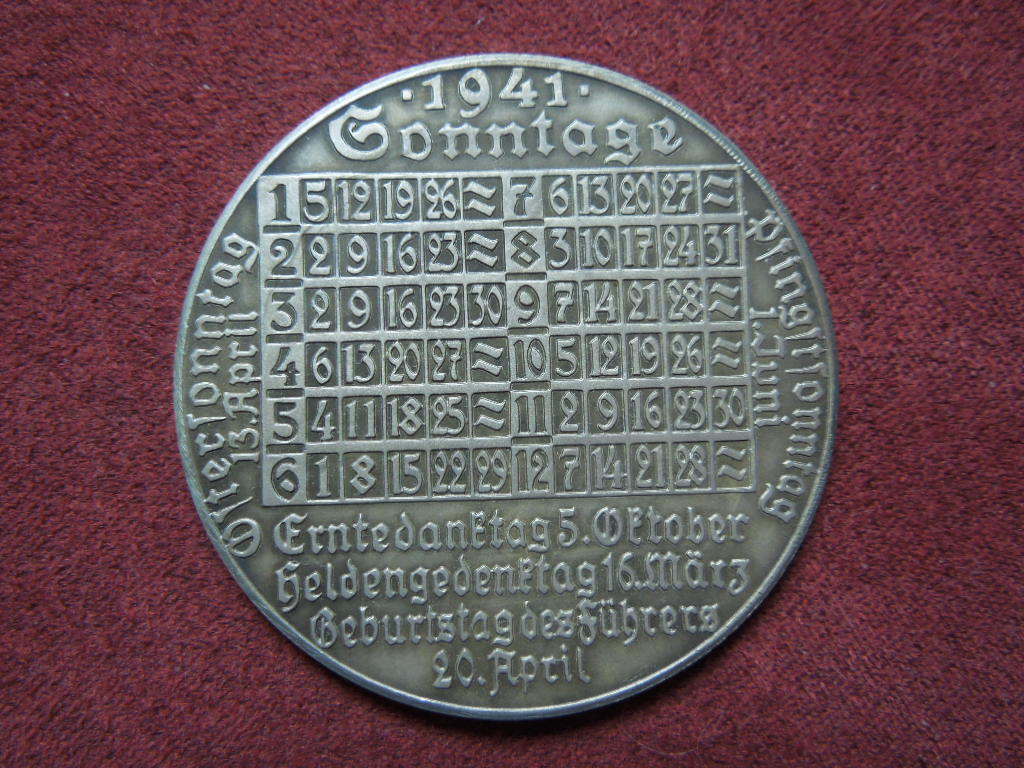 · 1941 ·
Sonntage
1 5 12 19 26 = 7 6 13 20 27 =
2 2 9 16 23 = 8 3 10 17 24 31
3 2 9 16 23 30 9 7 14 21 28 =
4 6 13 20 27 = 10 5 12 19 26 =
5 4 11 18 25 = 11 2 9 16 23 30
6 1 8 15 22 29 12 7 14 21 28 =
Ostersonntag
13. April
Pfingstsonntag
1. Juni
Erntedanktag 5. Oktober
Heldengedenktag 16. März
Geburtstag des Führers
20. April